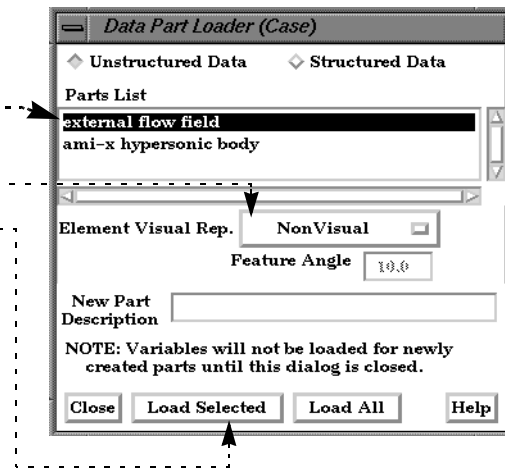 Data Part Loader (Case)
Unstructured Data Structured Data
Parts List
external flow field
ami-x hypersonic body
Element Visual Rep. NonVisual
Feature Angle 10.0
New Part
Description
NOTE: Variables will not be loaded for newly
created parts until this dialog is closed.
Close Load Selected Load All Help